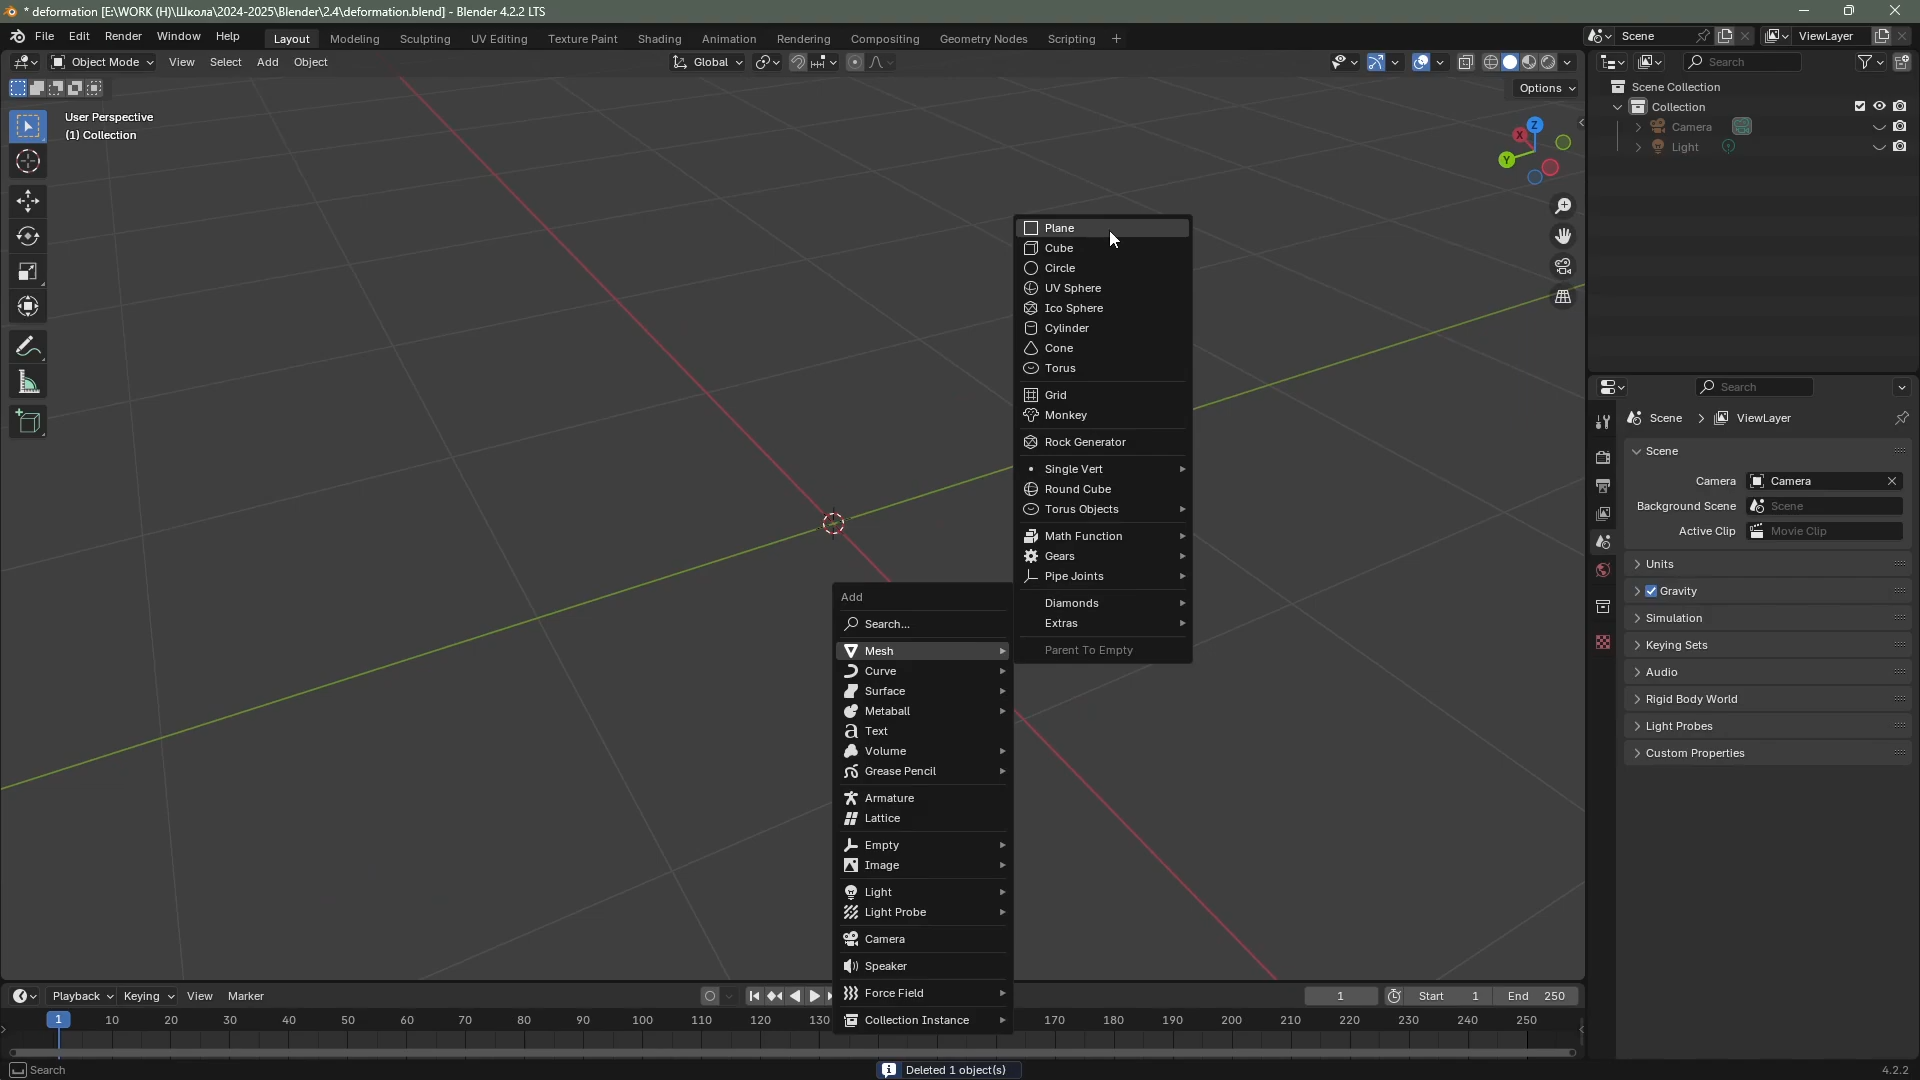 * deformation [E:\WORK (H)\Школа\2024-2025\Blender\2.4\deformation.blend] - Blender 4.2.2 LTS
File Edit Render Window Help Layout Modeling Sculpting UV Editing Texture Paint Shading Animation Rendering Compositing Geometry Nodes Scripting + Scene ViewLayer
Object Mode View Select Add Object Global Search
Options
User Perspective
(1) Collection
Z
X
Y
Scene Collection
Collection
Camera
Light
Plane
Cube
Circle
UV Sphere
Ico Sphere
Cylinder
Cone
Torus
Grid
Monkey
Rock Generator
Single Vert
Round Cube
Torus Objects
Math Function
Gears
Pipe Joints
Diamonds
Extras
Parent To Empty
Add
Search...
Mesh
Curve
Surface
Metaball
Text
Volume
Grease Pencil
Armature
Lattice
Empty
Image
Light
Light Probe
Camera
Speaker
Force Field
Collection Instance
Search
Scene > ViewLayer
Scene
Camera Camera
Background Scene Scene
Active Clip Movie Clip
Units
Gravity
Simulation
Keying Sets
Audio
Rigid Body World
Light Probes
Custom Properties
Playback Keying View Marker 1 Start 1 End 250
1 10 20 30 40 50 60 70 80 90 100 110 120 130 170 180 190 200 210 220 230 240 250
Search Deleted 1 object(s) 4.2.2